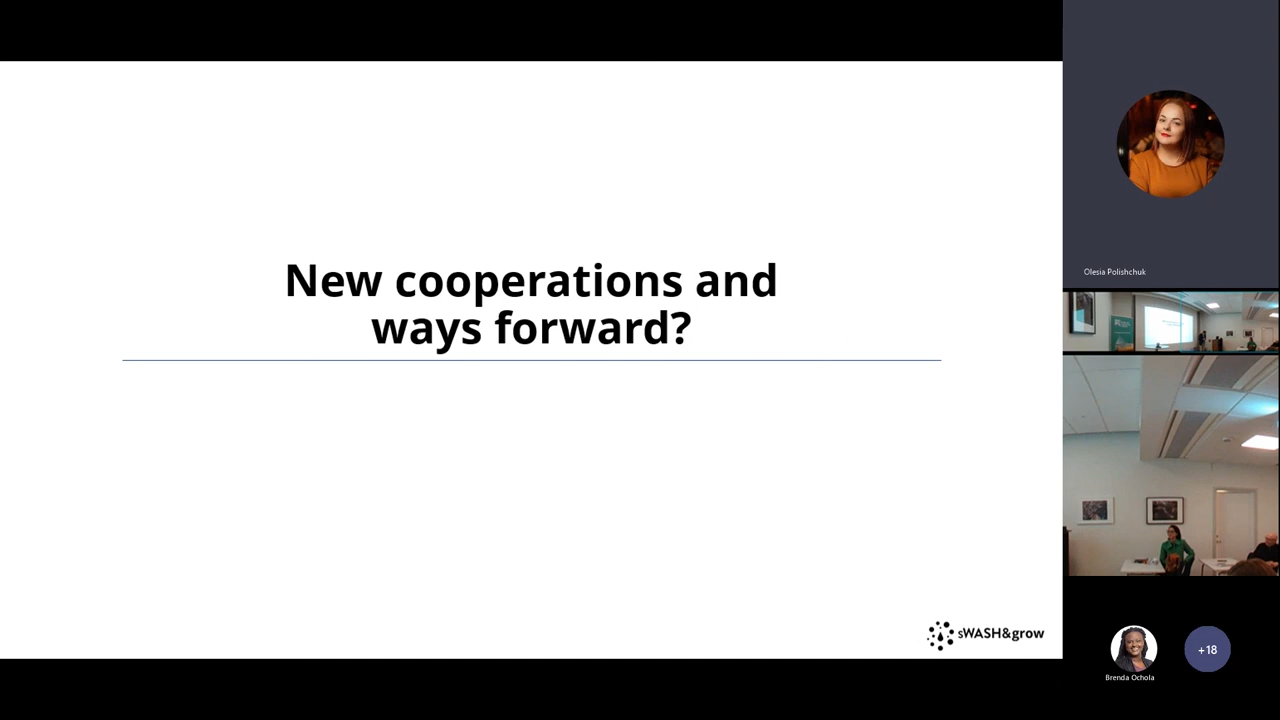 New cooperations and
ways forward?
sWASH&grow
Olesia Polishchuk
Brenda Ochola
+18